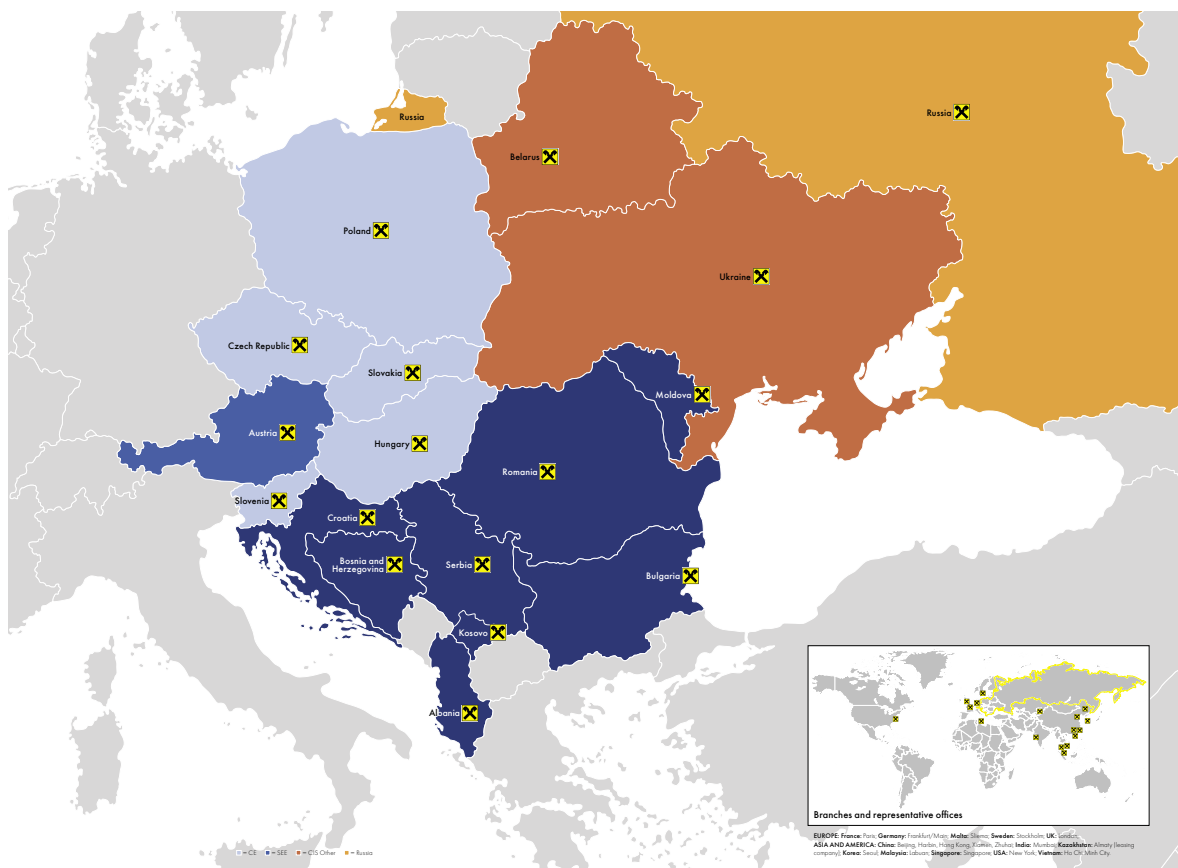 Russia
Russia
Belarus
Poland
Ukraine
Czech Republic
Slovakia
Moldova
Austria
Hungary
Romania
Slovenia
Croatia
Bosnia and
Herzegovina
Serbia
Bulgaria
Kosovo
Albania
Branches and representative offices
EUROPE: France: Paris; Germany: Frankfurt/Main; Malta: Sliema; Sweden: Stockholm; UK: London;
ASIA AND AMERICA: China: Beijing, Harbin, Hong Kong, Xiamen, Zhuhai; India: Mumbai; Kazakhstan: Almaty (leasing
company); Korea: Seoul; Malaysia: Labuan; Singapore: Singapore; USA: New York; Vietnam: Ho Chi Minh City.
= CE = SEE = CIS Other = Russia